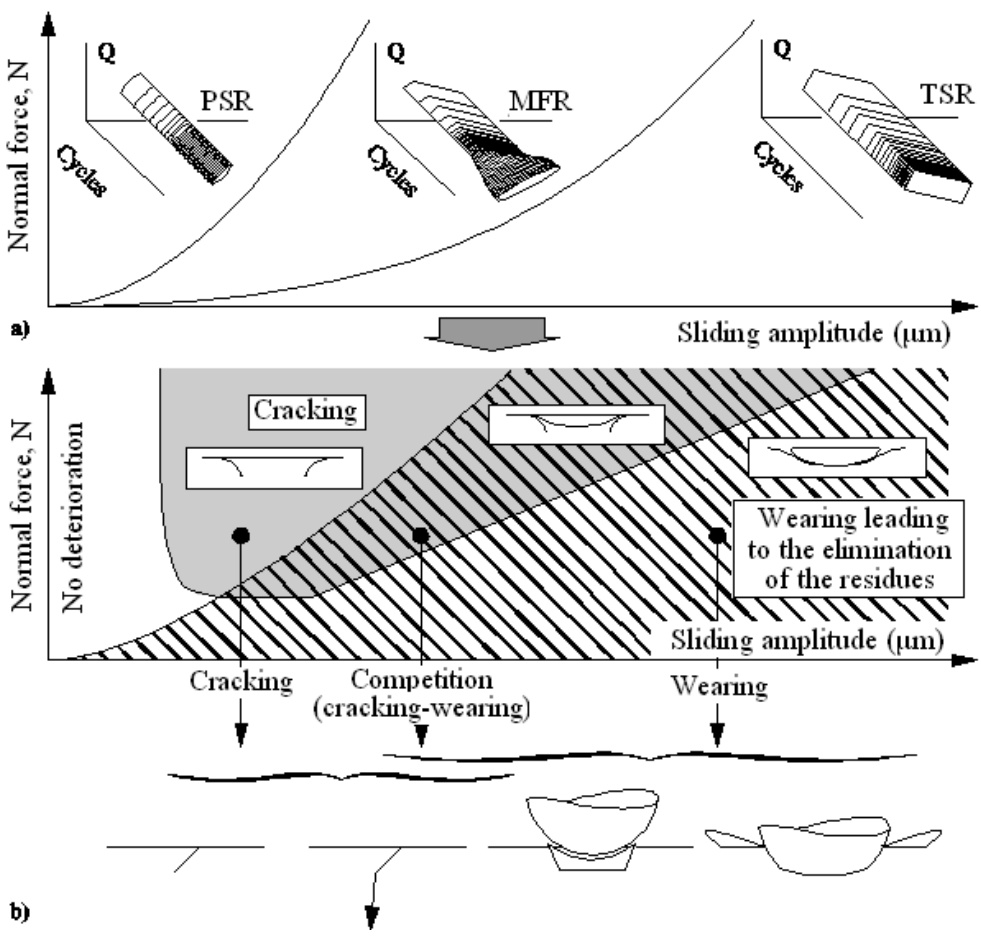 Normal force, N
Q
PSR
Cycles
Q
MFR
Cycles
Q
TSR
Cycles
a)
Sliding amplitude (μm)
Normal force, N
No deterioration
Cracking
Wearing leading
to the elimination
of the residues
Sliding amplitude (μm)
Cracking
Competition
(cracking-wearing)
Wearing
b)